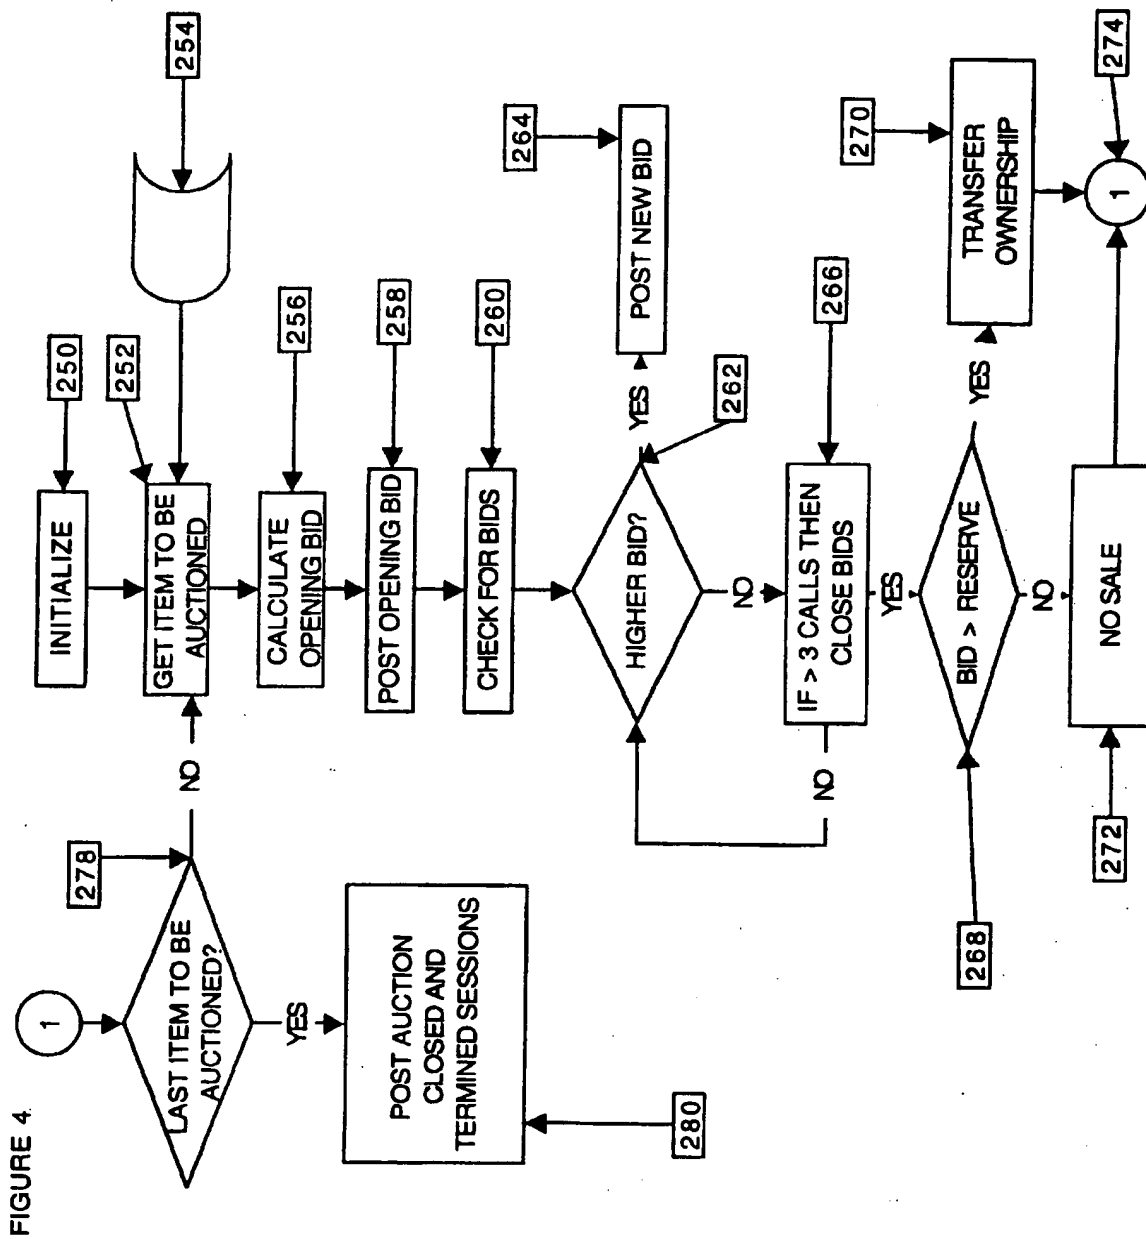 FIGURE 4
1
LAST ITEM TO BE
AUCTIONED?
278
NO
YES
POST AUCTION
CLOSED AND
TERMINED SESSIONS
280
INITIALIZE
250
252
GET ITEM TO BE
AUCTIONED
254
CALCULATE
OPENING BID
256
POST OPENING BID
258
CHECK FOR BIDS
260
HIGHER BID?
262
YES
POST NEW BID
264
NO
IF > 3 CALLS THEN
CLOSE BIDS
266
NO
YES
BID > RESERVE
268
YES
TRANSFER
OWNERSHIP
270
NO
NO SALE
272
1
274